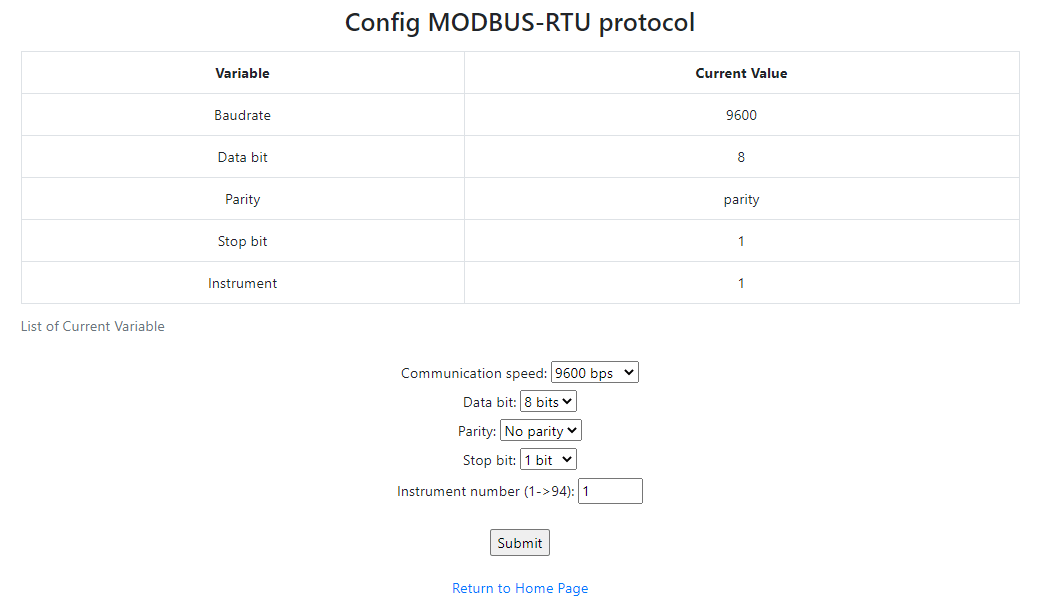 Config MODBUS-RTU protocol
Variable Current Value
Baudrate 9600
Data bit 8
Parity parity
Stop bit 1
Instrument 1
List of Current Variable
Communication speed: 9600 bps
Data bit: 8 bits
Parity: No parity
Stop bit: 1 bit
Instrument number (1->94): 1
Submit
Return to Home Page